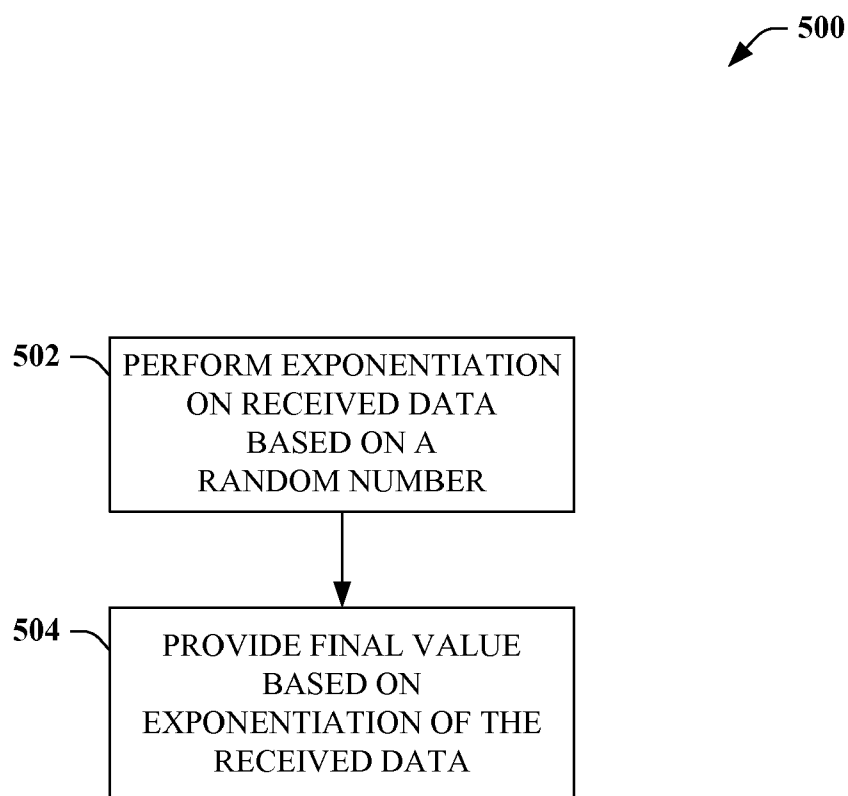 500
502
PERFORM EXPONENTIATION
ON RECEIVED DATA
BASED ON A
RANDOM NUMBER
504
PROVIDE FINAL VALUE
BASED ON
EXPONENTIATION OF THE
RECEIVED DATA